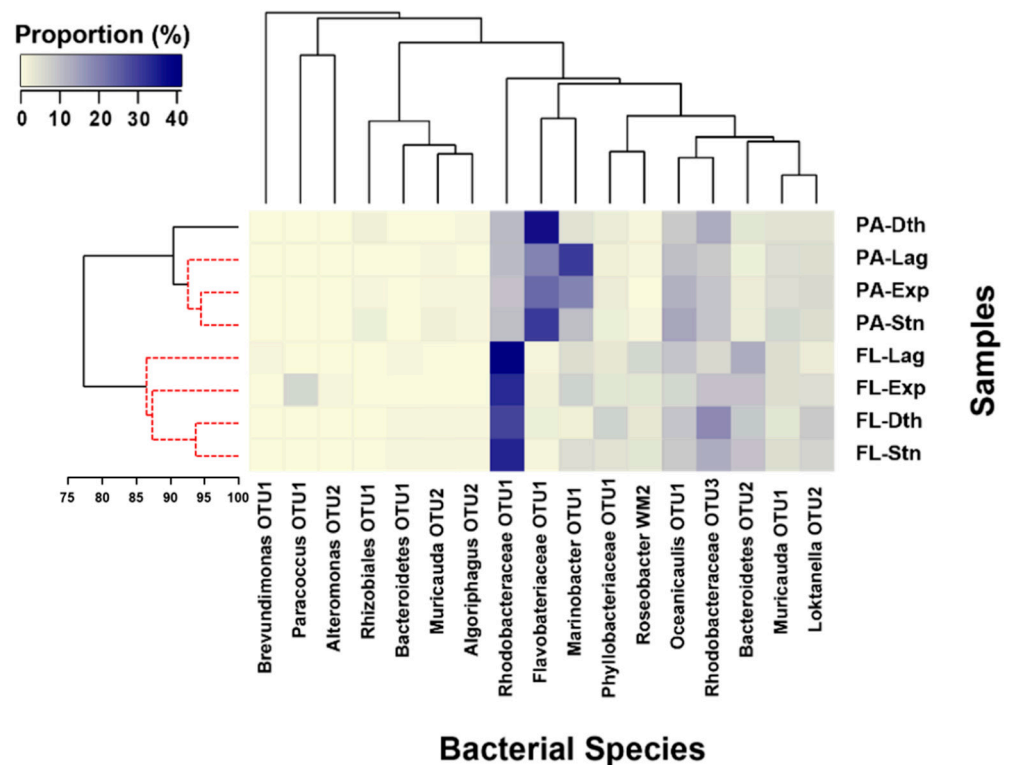 Proportion (%)
0 10 20 30 40
PA-Dth
PA-Lag
PA-Exp
PA-Stn
FL-Lag
FL-Exp
FL-Dth
FL-Stn
Samples
75 80 85 90 95 100
Brevundimonas OTU1
Paracoccus OTU1
Alteromonas OTU2
Rhizobiales OTU1
Bacteroidetes OTU1
Muricauda OTU2
Algoriphagus OTU2
Rhodobacteraceae OTU1
Flavobateriaceae OTU1
Marinobacter OTU1
Phyllobacteriaceae OTU1
Roseobacter WM2
Oceanicaulis OTU1
Rhodobacteraceae OTU3
Bacteroidetes OTU2
Muricauda OTU1
Loktanella OTU2
Bacterial Species